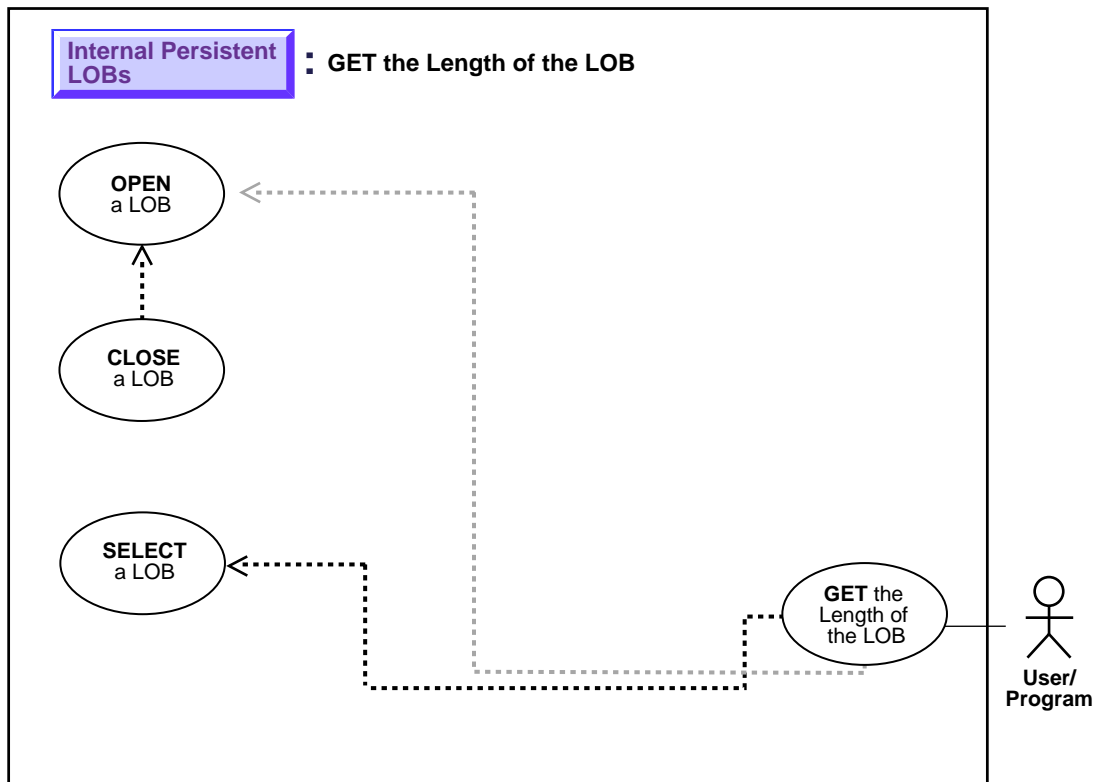 Internal Persistent
LOBs
: GET the Length of the LOB
OPEN
a LOB
CLOSE
a LOB
SELECT
a LOB
GET the
Length of
the LOB
User/
Program